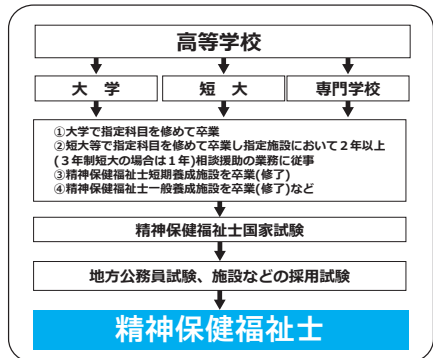 高等学校
大　学
短　大
専門学校
①大学で指定科目を修めて卒業
②短大等で指定科目を修めて卒業し指定施設において２年以上
(３年制短大の場合は１年)相談援助の業務に従事
③精神保健福祉士短期養成施設を卒業(修了)
④精神保健福祉士一般養成施設を卒業(修了)など
精神保健福祉士国家試験
地方公務員試験、施設などの採用試験
精神保健福祉士